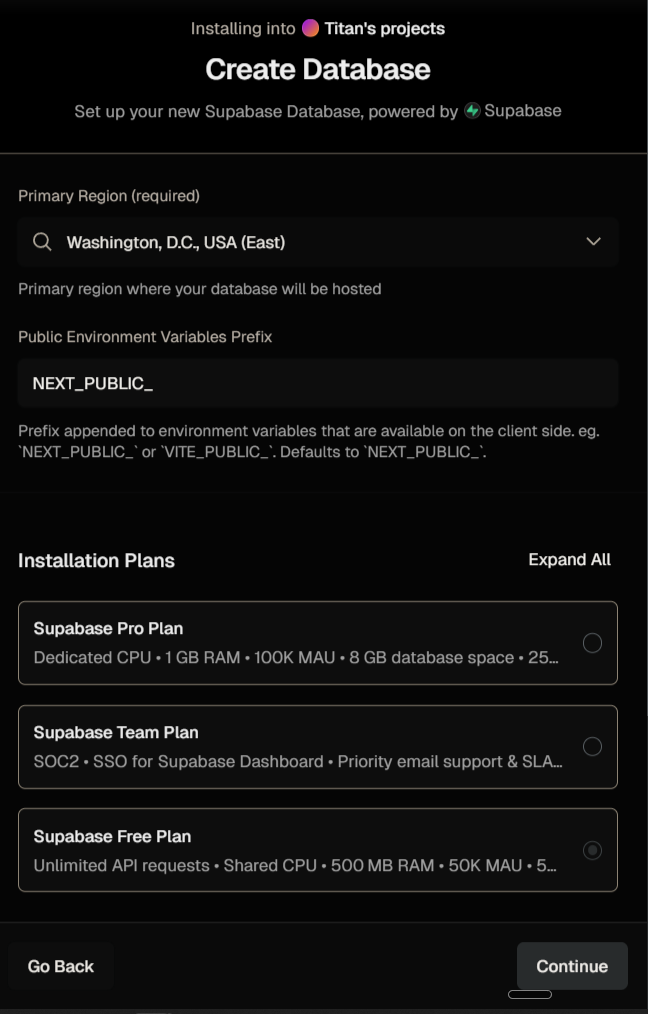 Installing into Titan's projects
Create Database
Set up your new Supabase Database, powered by Supabase
Primary Region (required)
Washington, D.C., USA (East)
Primary region where your database will be hosted
Public Environment Variables Prefix
NEXT_PUBLIC_
Prefix appended to environment variables that are available on the client side. eg.
`NEXT_PUBLIC_` or `VITE_PUBLIC_`. Defaults to `NEXT_PUBLIC_`.
Installation Plans
Expand All
Supabase Pro Plan
Dedicated CPU • 1 GB RAM • 100K MAU • 8 GB database space • 25...
Supabase Team Plan
SOC2 • SSO for Supabase Dashboard • Priority email support & SLA...
Supabase Free Plan
Unlimited API requests • Shared CPU • 500 MB RAM • 50K MAU • 5...
Go Back
Continue